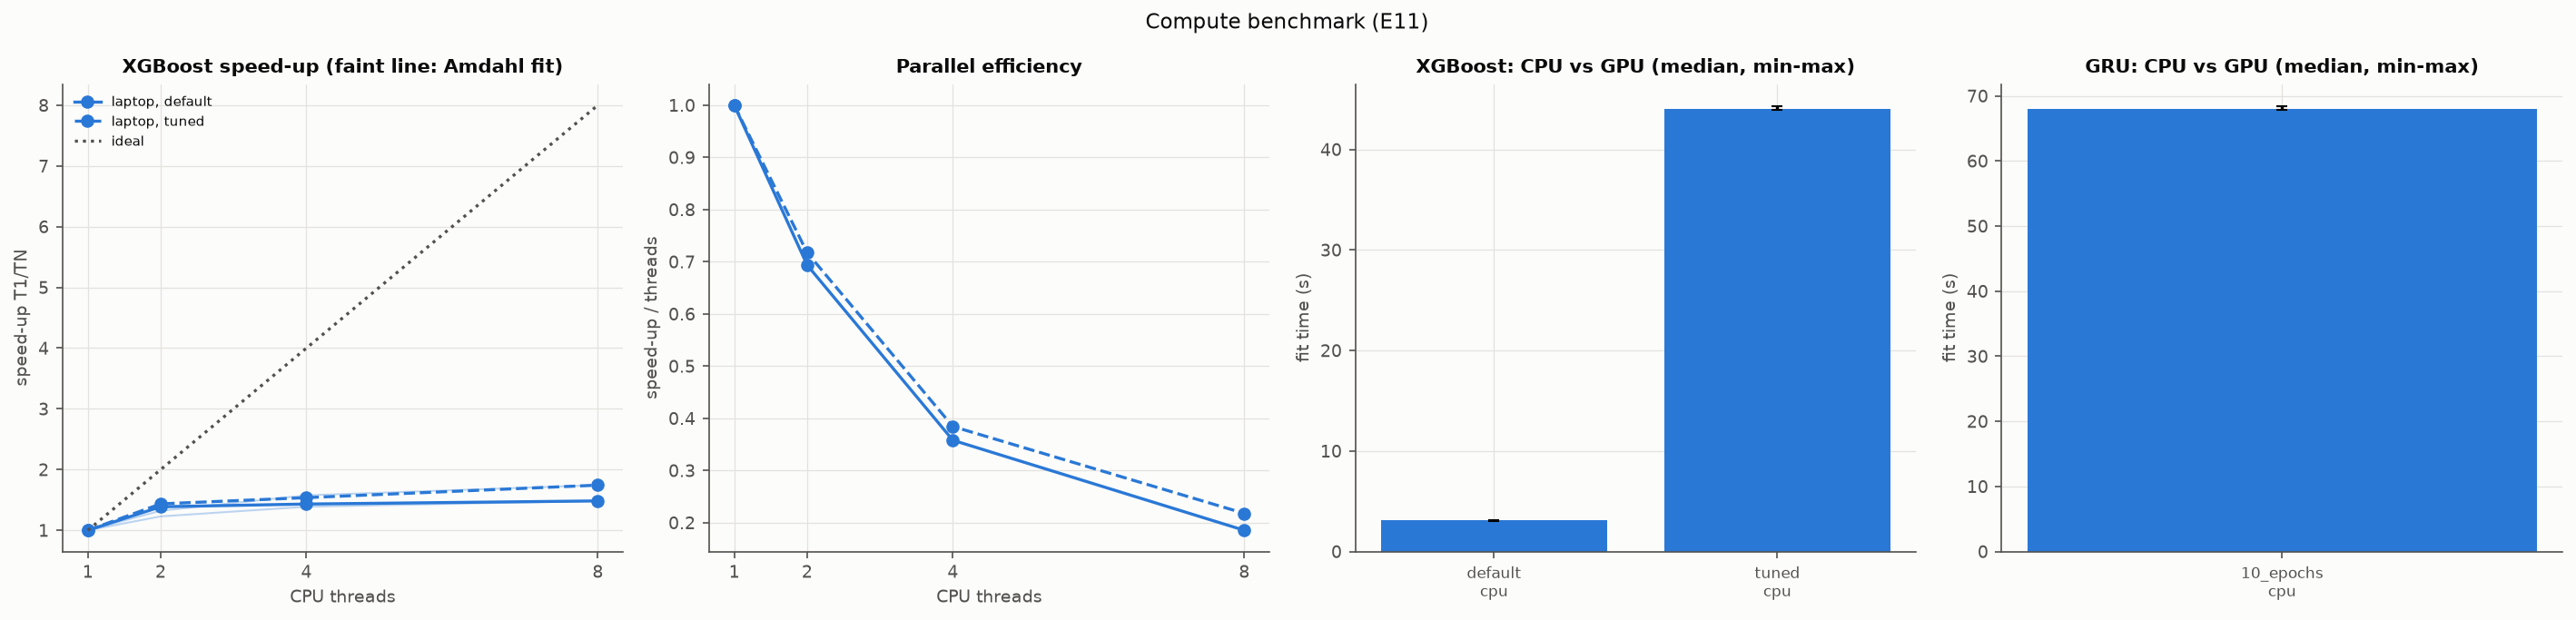 Compute benchmark (E11)
XGBoost speed-up (faint line: Amdahl fit)
laptop, default
laptop, tuned
ideal
speed-up T1/TN
8
7
6
5
4
3
2
1
1 2 4 8
CPU threads
Parallel efficiency
speed-up / threads
1.0
0.9
0.8
0.7
0.6
0.5
0.4
0.3
0.2
1 2 4 8
CPU threads
XGBoost: CPU vs GPU (median, min-max)
fit time (s)
40
30
20
10
0
default tuned
cpu cpu
GRU: CPU vs GPU (median, min-max)
fit time (s)
70
60
50
40
30
20
10
0
10_epochs
cpu